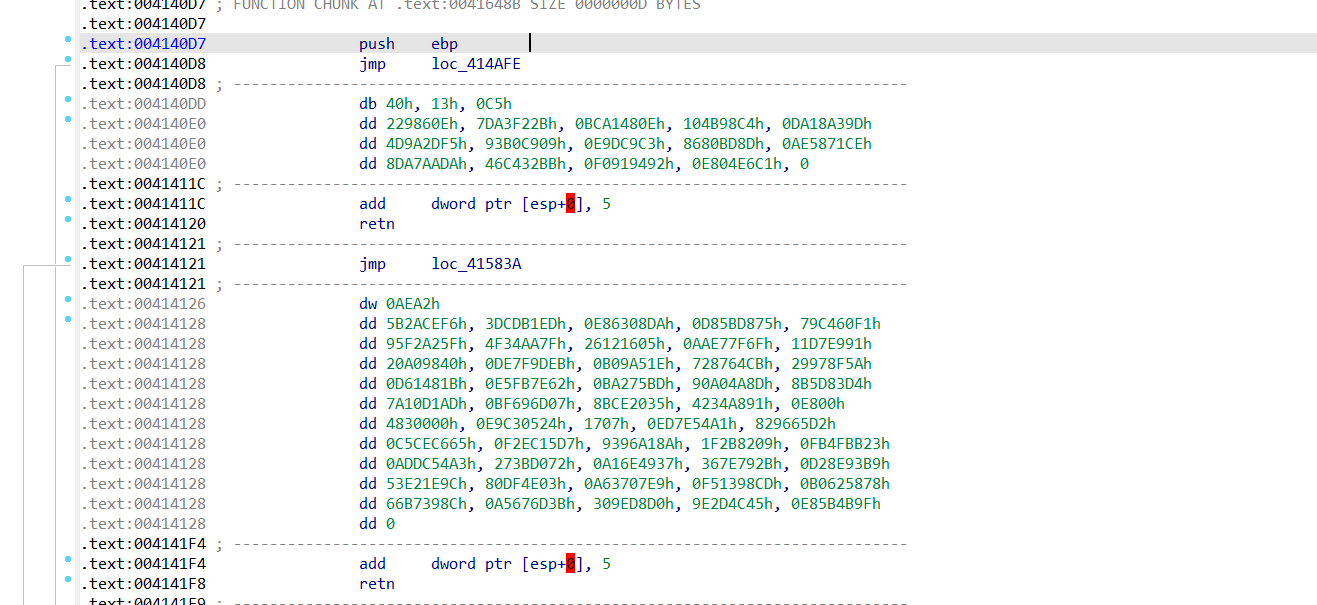 .text:004140D7 ; FUNCTION CHUNK AT .text:0041648B SIZE 0000000D BYTES
.text:004140D7
.text:004140D7 push ebp
.text:004140D8 jmp loc_414AFE
.text:004140D8 ; ---------------------------------------------------------------------------
.text:004140DD db 40h, 13h, 0C5h
.text:004140E0 dd 229860Eh, 7DA3F22Bh, 0BCA1480Eh, 104B98C4h, 0DA18A39Dh
.text:004140E0 dd 4D9A2DF5h, 93B0C909h, 0E9DC9C3h, 8680BD8Dh, 0AE5871CEh
.text:004140E0 dd 8DA7AADAh, 46C432BBh, 0F0919492h, 0E804E6C1h, 0
.text:0041411C ; ---------------------------------------------------------------------------
.text:0041411C add dword ptr [esp+0], 5
.text:00414120 retn
.text:00414121 ; ---------------------------------------------------------------------------
.text:00414121 jmp loc_41583A
.text:00414121 ; ---------------------------------------------------------------------------
.text:00414126 dw 0AEA2h
.text:00414128 dd 5B2ACEF6h, 3DCDB1EDh, 0E86308DAh, 0D85BD875h, 79C460F1h
.text:00414128 dd 95F2A25Fh, 4F34AA7Fh, 26121605h, 0AAE77F6Fh, 11D7E991h
.text:00414128 dd 20A09840h, 0DE7F9DEBh, 0B09A51Eh, 728764CBh, 29978F5Ah
.text:00414128 dd 0D61481Bh, 0E5FB7E62h, 0BA275BDh, 90A04A8Dh, 8B5D83D4h
.text:00414128 dd 7A10D1ADh, 0BF696D07h, 8BCE2035h, 4234A891h, 0E800h
.text:00414128 dd 4830000h, 0E9C30524h, 1707h, 0ED7E54A1h, 829665D2h
.text:00414128 dd 0C5CEC665h, 0F2EC15D7h, 9396A18Ah, 1F2B8209h, 0FB4FBB23h
.text:00414128 dd 0ADDC54A3h, 273BD072h, 0A16E4937h, 367E792Bh, 0D28E93B9h
.text:00414128 dd 53E21E9Ch, 80DF4E03h, 0A63707E9h, 0F51398CDh, 0B0625878h
.text:00414128 dd 66B7398Ch, 0A5676D3Bh, 309ED8D0h, 9E2D4C45h, 0E85B4B9Fh
.text:00414128 dd 0
.text:004141F4 ; ---------------------------------------------------------------------------
.text:004141F4 add dword ptr [esp+0], 5
.text:004141F8 retn
.text:004141F9 ; ---------------------------------------------------------------------------